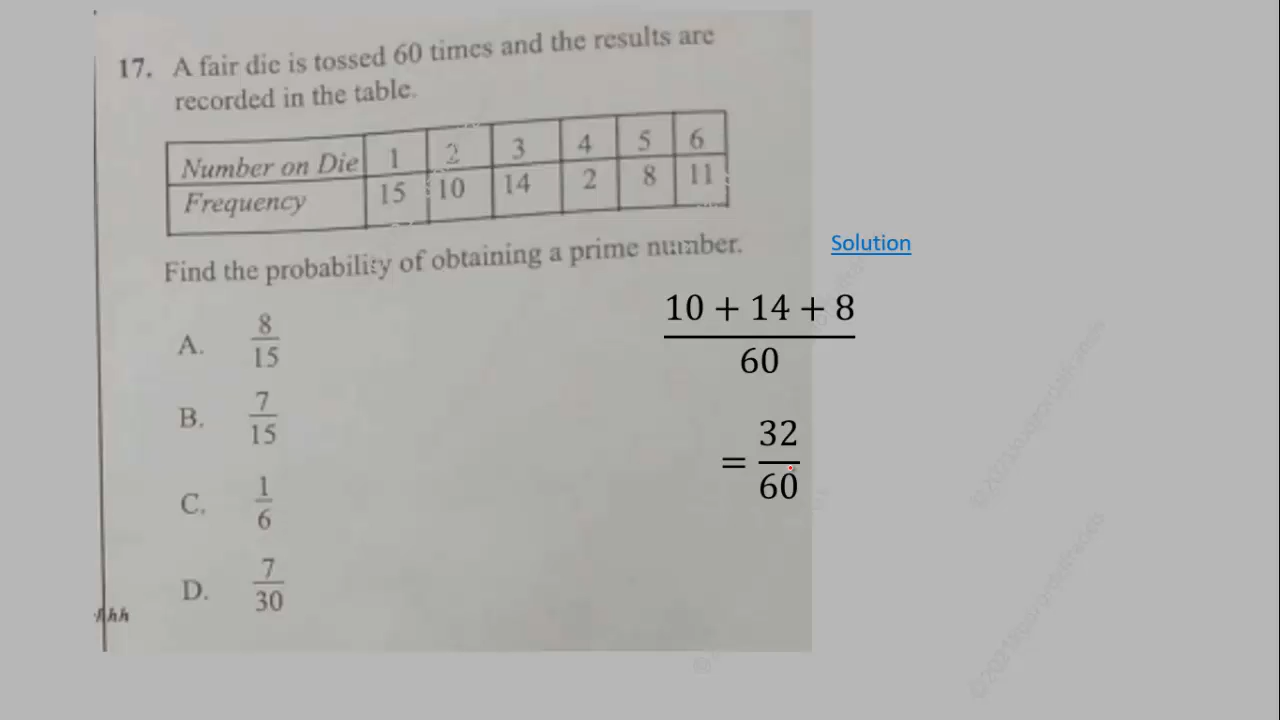 17. A fair die is tossed 60 times and the results are
recorded in the table.
Number on Die 1 2 3 4 5 6
Frequency 15 10 14 2 8 11
Find the probability of obtaining a prime number.
Solution
10 + 14 + 8
60
= 32
60
A. 8
15
B. 7
15
C. 1
6
D. 7
30